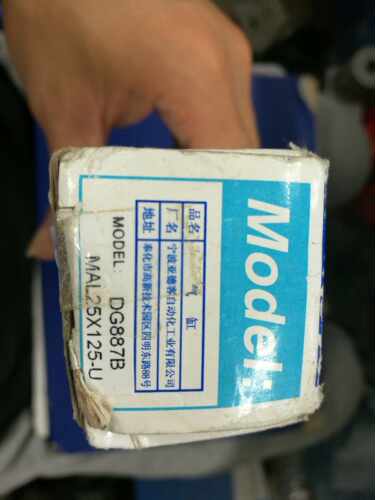 Model:
品名 气缸
厂名 宁波亚德客自动化工业有限公司
地址 奉化市高新技术园区四明东路68号
MODEL: DG887B
MAL25X125-U